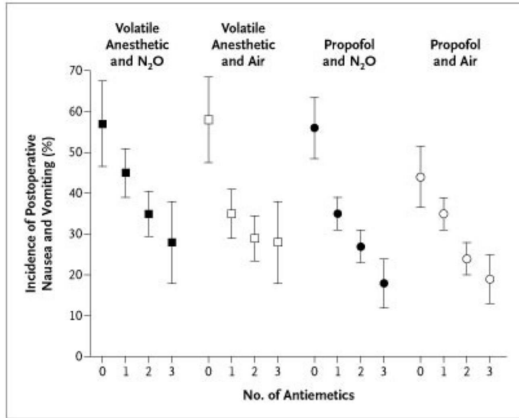 Volatile Anesthetic and N₂O
Volatile Anesthetic and Air
Propofol and N₂O
Propofol and Air
Incidence of Postoperative
Nausea and Vomiting (%)
70
60
50
40
30
20
10
0
0 1 2 3 0 1 2 3 0 1 2 3 0 1 2 3
No. of Antiemetics